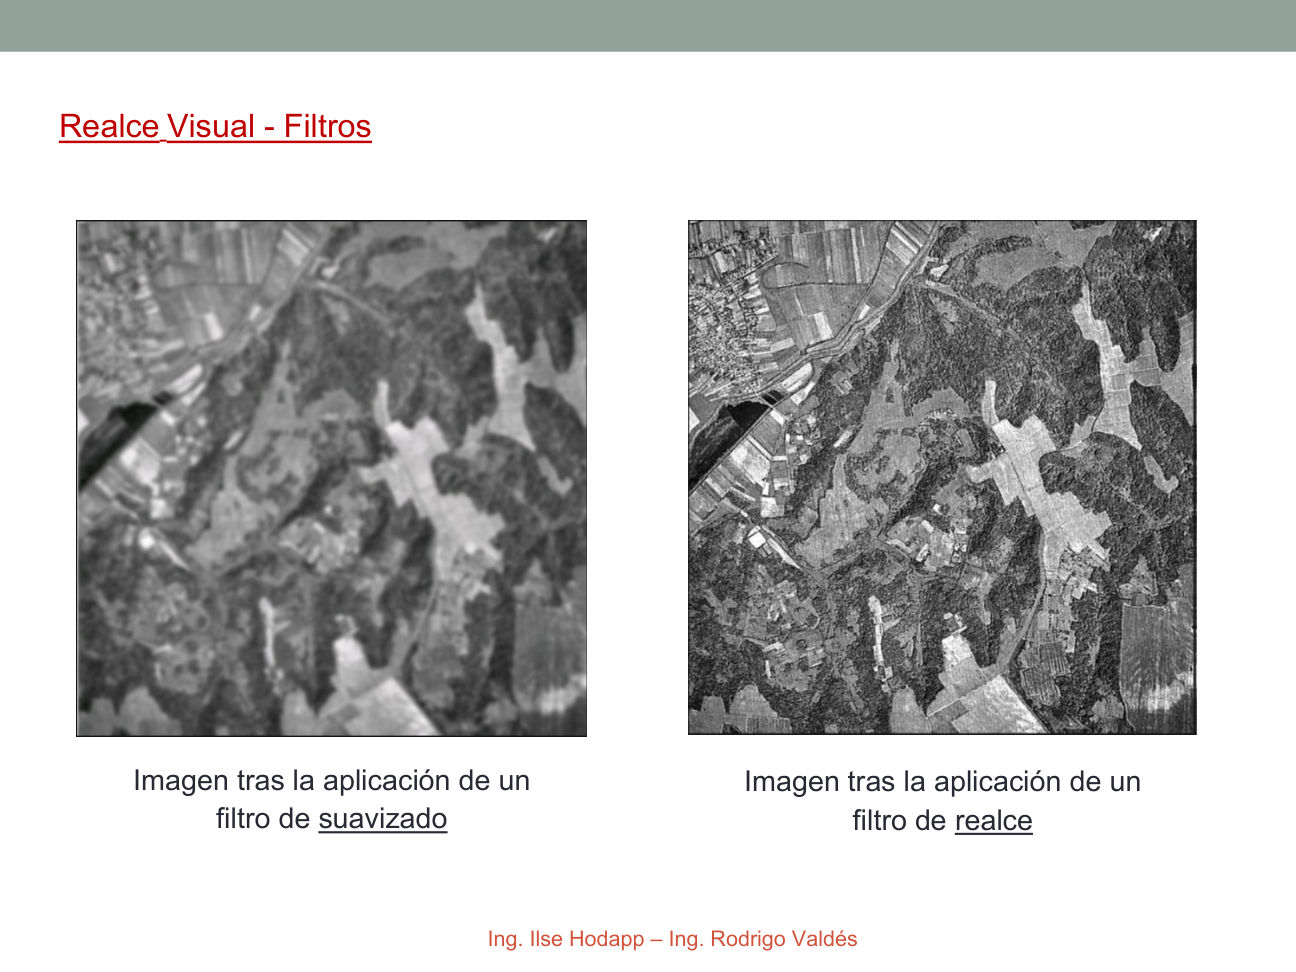 Realce Visual - Filtros
Imagen tras la aplicación de un
filtro de suavizado
Imagen tras la aplicación de un
filtro de realce
Ing. Ilse Hodapp – Ing. Rodrigo Valdés